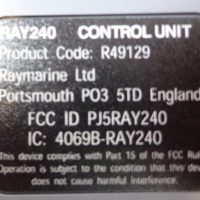 RAY240 CONTROL UNIT
Product Code: R49129
Raymarine Ltd
Portsmouth PO3 5TD England
FCC ID PJ5RAY240
IC: 4069B-RAY240
This device complies with Part 15 of the FCC Rul
Operation is subject to the condition that this
device does not cause harmful interference.